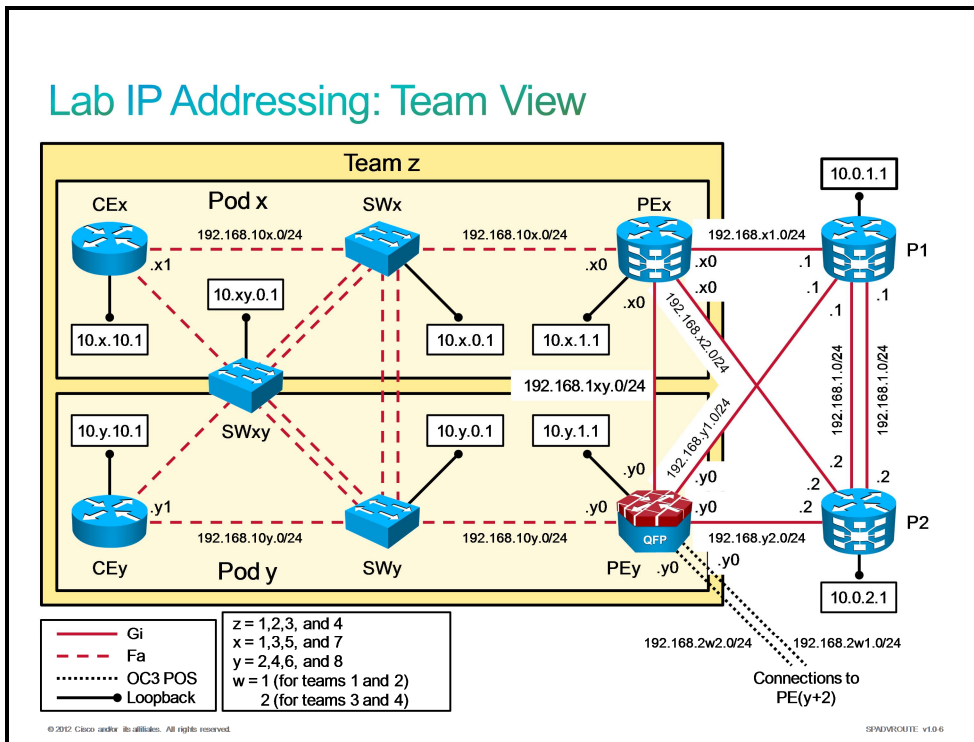 Lab IP Addressing: Team View
Team z
Pod x
CEx
SWx
PEx
10.0.1.1
192.168.10x.0/24
192.168.10x.0/24
192.168.x1.0/24
P1
.x1
.x0
.x0
.1
.x0
.1
.1
10.xy.0.1
.x0
192.168.x2.0/24
10.x.10.1
10.x.0.1
10.x.1.1
192.168.1xy.0/24
192.168.y1.0/24
192.168.1.0/24
192.168.1.0/24
SWxy
10.y.10.1
10.y.0.1
10.y.1.1
.y0
.y0
.2
.2
.y1
.y0
.y0
.2
P2
192.168.10y.0/24
192.168.10y.0/24
QFP
192.168.y2.0/24
CEy
SWy
PEy
.y0
.y0
Pod y
10.0.2.1
Gi
Fa
OC3 POS
Loopback
z = 1,2,3, and 4
x = 1,3,5, and 7
y = 2,4,6, and 8
w = 1 (for teams 1 and 2)
2 (for teams 3 and 4)
192.168.2w2.0/24
192.168.2w1.0/24
Connections to
PE(y+2)
© 2012 Cisco and/or its affiliates. All rights reserved.
SPADVROUTE v1.0-6